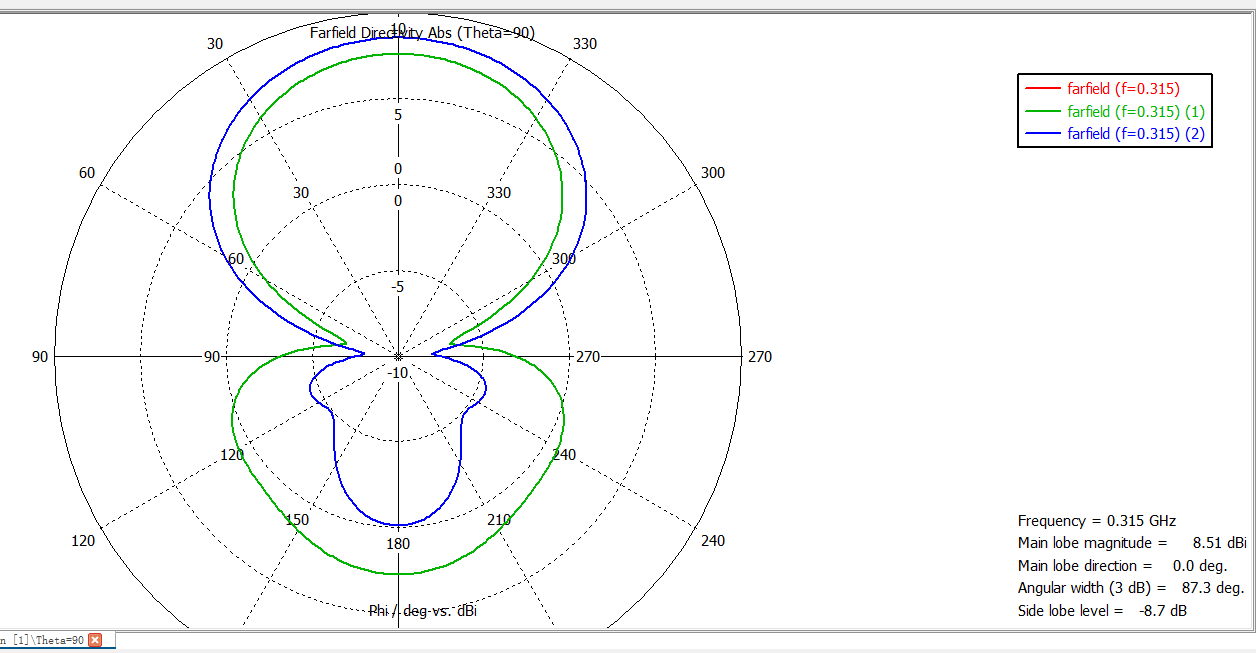 10
Farfield Directivity Abs (Theta=90)
30
330
farfield (f=0.315)
farfield (f=0.315) (1)
5
farfield (f=0.315) (2)
60
0
300
30
330
0
60
300
-5
90
90
270
270
-10
120
240
150
210
Frequency = 0.315 GHz
120
180
240
Main lobe magnitude = 8.51 dBi
Main lobe direction = 0.0 deg.
Angular width (3 dB) = 87.3 deg.
Phi / deg vs. dBi
Side lobe level = -8.7 dB
n [1]\Theta=90